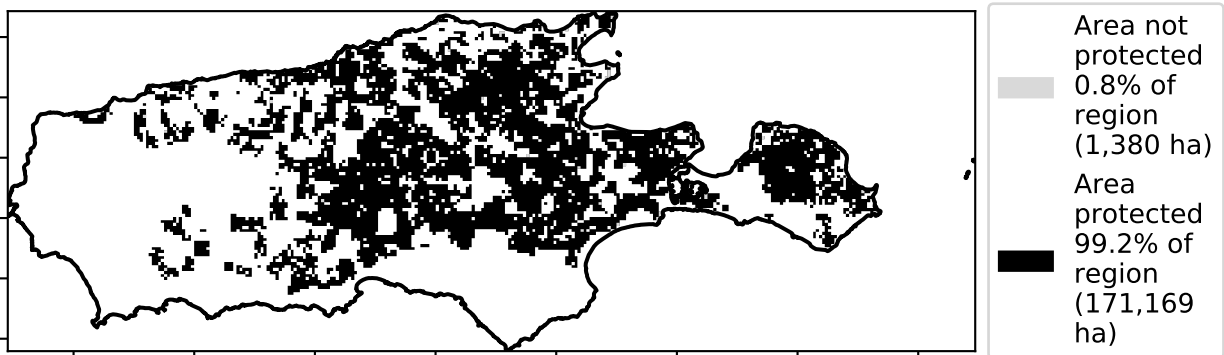 Area not
protected
0.8% of
region
(1,380 ha)
Area
protected
99.2% of
region
(171,169
ha)